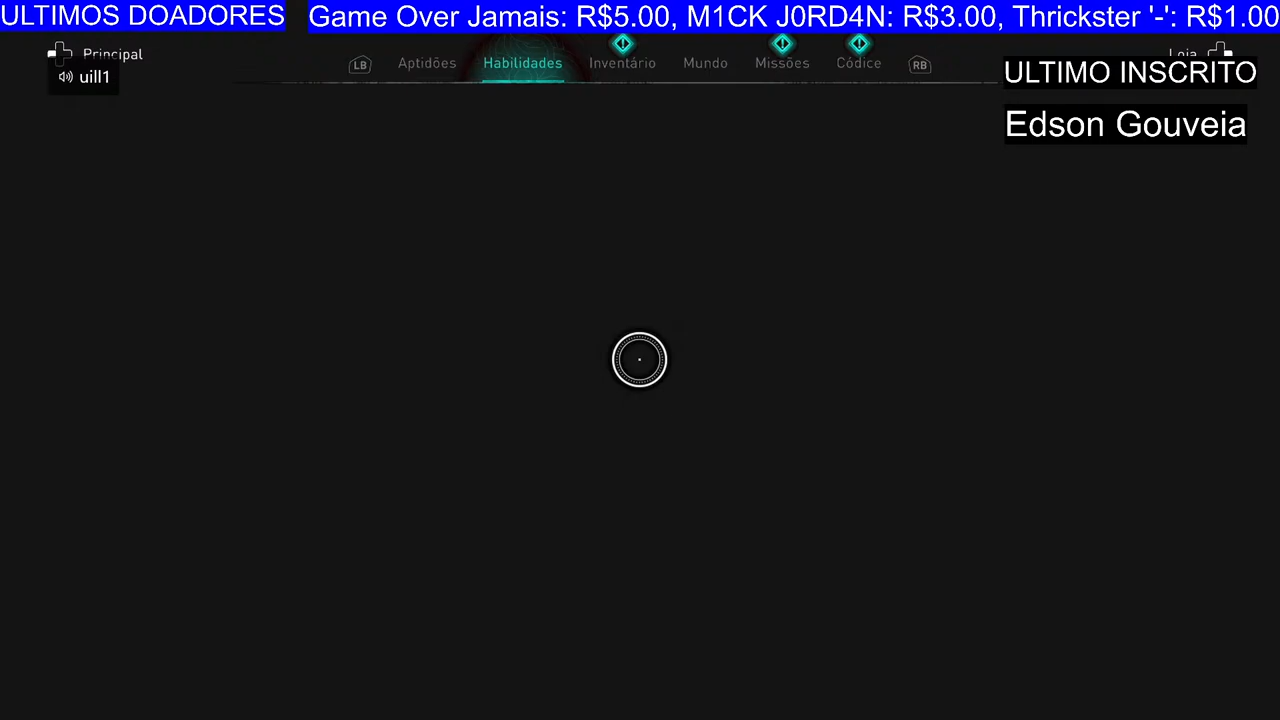 ULTIMOS DOADORES Game Over Jamais: R$5.00, M1CK J0RD4N: R$3.00, Thrickster '-': R$1.00
Principal LB Aptidões Habilidades Inventário Mundo Missões Códice RB Loja
uill1
ULTIMO INSCRITO
Edson Gouveia